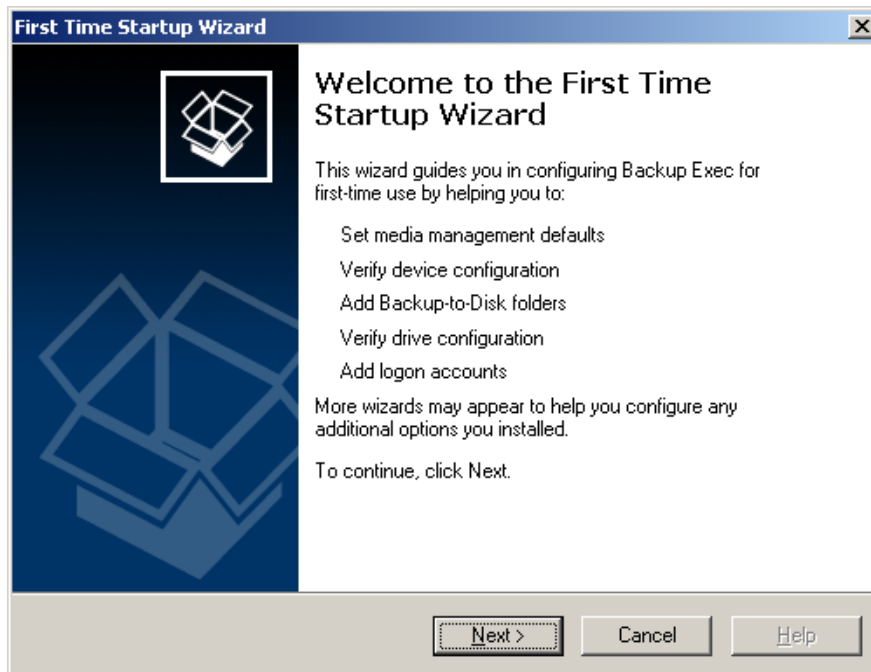 First Time Startup Wizard
Welcome to the First Time
Startup Wizard
This wizard guides you in configuring Backup Exec for
first-time use by helping you to:
Set media management defaults
Verify device configuration
Add Backup-to-Disk folders
Verify drive configuration
Add logon accounts
More wizards may appear to help you configure any
additional options you installed.
To continue, click Next.
Next >
Cancel
Help